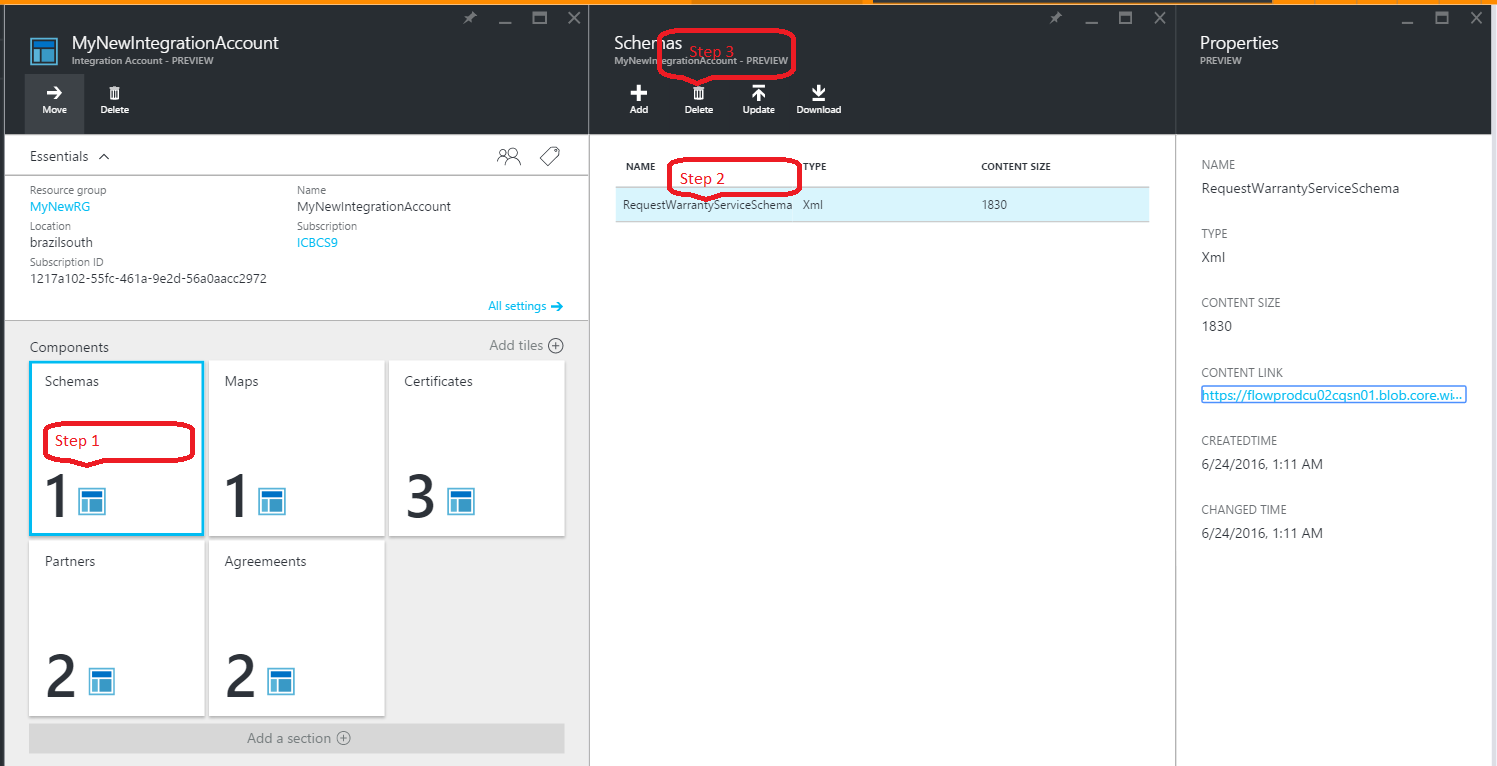 MyNewIntegrationAccount
Integration Account - PREVIEW
Move
Delete
Essentials
Resource group
MyNewRG
Location
brazilsouth
Subscription ID
1217a102-55fc-461a-9e2d-56a0aacc2972
Name
MyNewIntegrationAccount
Subscription
ICBCS9
All settings
Components
Add tiles
Schemas
Step 1
1
Maps
1
Certificates
3
Partners
2
Agreements
2
Add a section
Schemas
Step 3
MyNewIntegrationAccount - PREVIEW
Add
Delete
Update
Download
NAME
TYPE
CONTENT SIZE
Step 2
RequestWarrantyServiceSchema
Xml
1830
Properties
PREVIEW
NAME
RequestWarrantyServiceSchema
TYPE
Xml
CONTENT SIZE
1830
CONTENT LINK
https://flowprodcu02cqsn01.blob.core.wi...
CREATEDTIME
6/24/2016, 1:11 AM
CHANGED TIME
6/24/2016, 1:11 AM